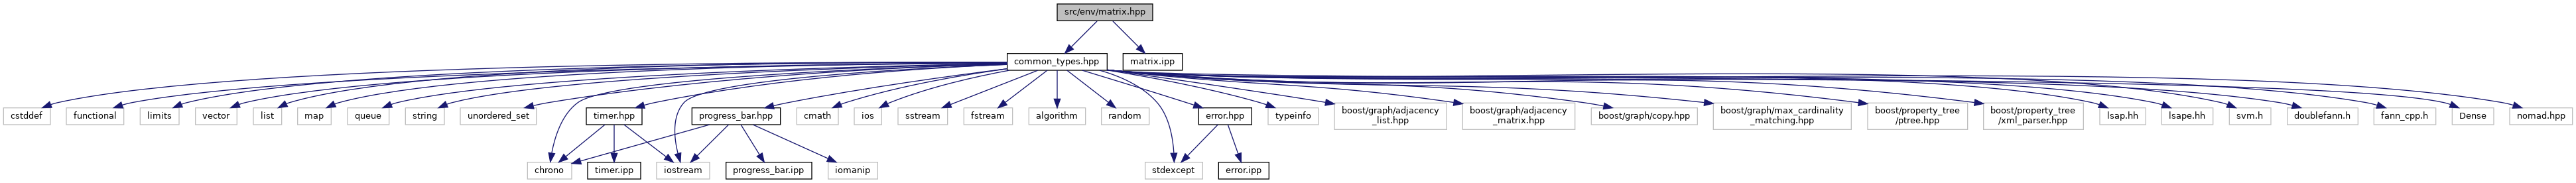 src/env/matrix.hpp
common_types.hpp
matrix.ipp
cstddef
functional
limits
vector
list
map
queue
string
unordered_set
timer.hpp
progress_bar.hpp
cmath
ios
sstream
fstream
algorithm
random
error.hpp
typeinfo
boost/graph/adjacency
_list.hpp
boost/graph/adjacency
_matrix.hpp
boost/graph/copy.hpp
boost/graph/max_cardinality
_matching.hpp
boost/property_tree
/ptree.hpp
boost/property_tree
/xml_parser.hpp
lsap.hh
lsape.hh
svm.h
doublefann.h
fann_cpp.h
Dense
nomad.hpp
chrono
timer.ipp
iostream
progress_bar.ipp
iomanip
stdexcept
error.ipp